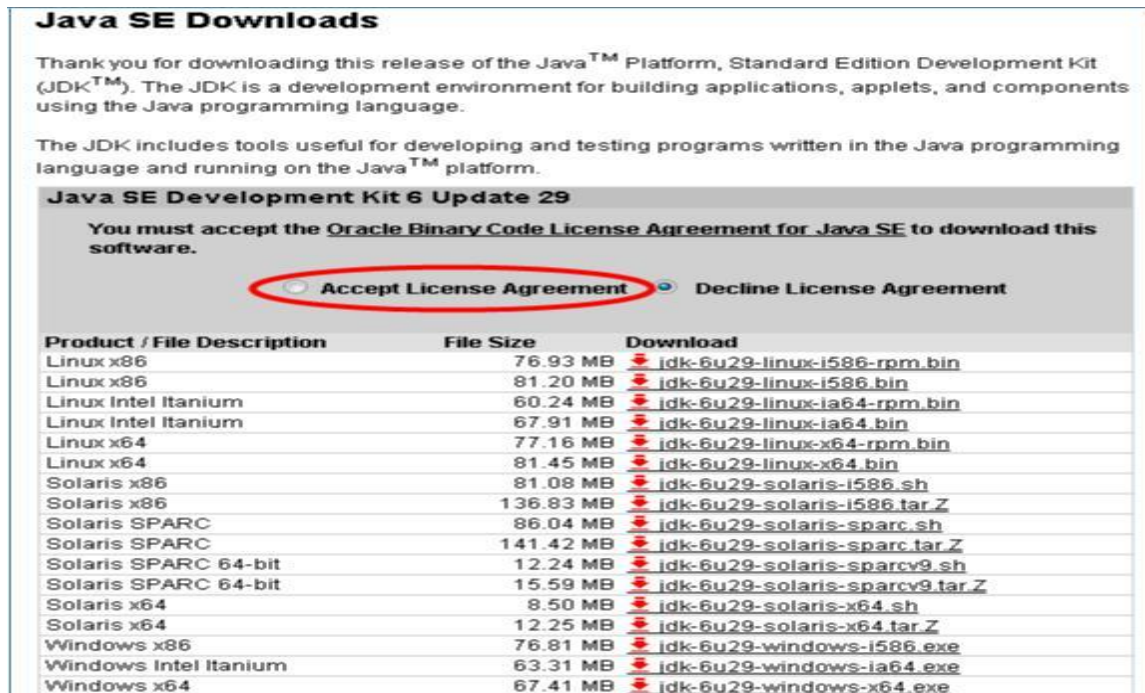 Java SE Downloads
Thank you for downloading this release of the Java™ Platform, Standard Edition Development Kit
(JDK™). The JDK is a development environment for building applications, applets, and components
using the Java programming language.
The JDK includes tools useful for developing and testing programs written in the Java programming
language and running on the Java™ platform.
Java SE Development Kit 6 Update 29
You must accept the Oracle Binary Code License Agreement for Java SE to download this
software.
Accept License Agreement Decline License Agreement
Product / File Description File Size Download
Linux x86 76.93 MB jdk-6u29-linux-i586-rpm.bin
Linux x86 81.20 MB jdk-6u29-linux-i586.bin
Linux Intel Itanium 60.24 MB jdk-6u29-linux-ia64-rpm.bin
Linux Intel Itanium 67.91 MB jdk-6u29-linux-ia64.bin
Linux x64 77.16 MB jdk-6u29-linux-x64-rpm.bin
Linux x64 81.45 MB jdk-6u29-linux-x64.bin
Solaris x86 81.08 MB jdk-6u29-solaris-i586.sh
Solaris x86 136.83 MB jdk-6u29-solaris-i586.tar.Z
Solaris SPARC 86.04 MB jdk-6u29-solaris-sparc.sh
Solaris SPARC 141.42 MB jdk-6u29-solaris-sparc.tar.Z
Solaris SPARC 64-bit 12.24 MB jdk-6u29-solaris-sparcv9.sh
Solaris SPARC 64-bit 15.59 MB jdk-6u29-solaris-sparcv9.tar.Z
Solaris x64 8.50 MB jdk-6u29-solaris-x64.sh
Solaris x64 12.25 MB jdk-6u29-solaris-x64.tar.Z
Windows x86 76.81 MB jdk-6u29-windows-i586.exe
Windows Intel Itanium 63.31 MB jdk-6u29-windows-ia64.exe
Windows x64 67.41 MB jdk-6u29-windows-x64.exe